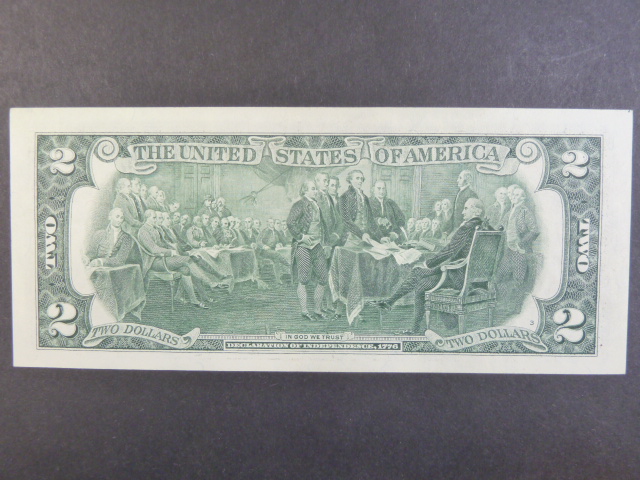 2 THE UNITED STATES OF AMERICA 2
TWO
TWO
2 TWO DOLLARS
IN GOD WE TRUST
TWO DOLLARS 2
3
DECLARATION OF INDEPENDENCE, 1776